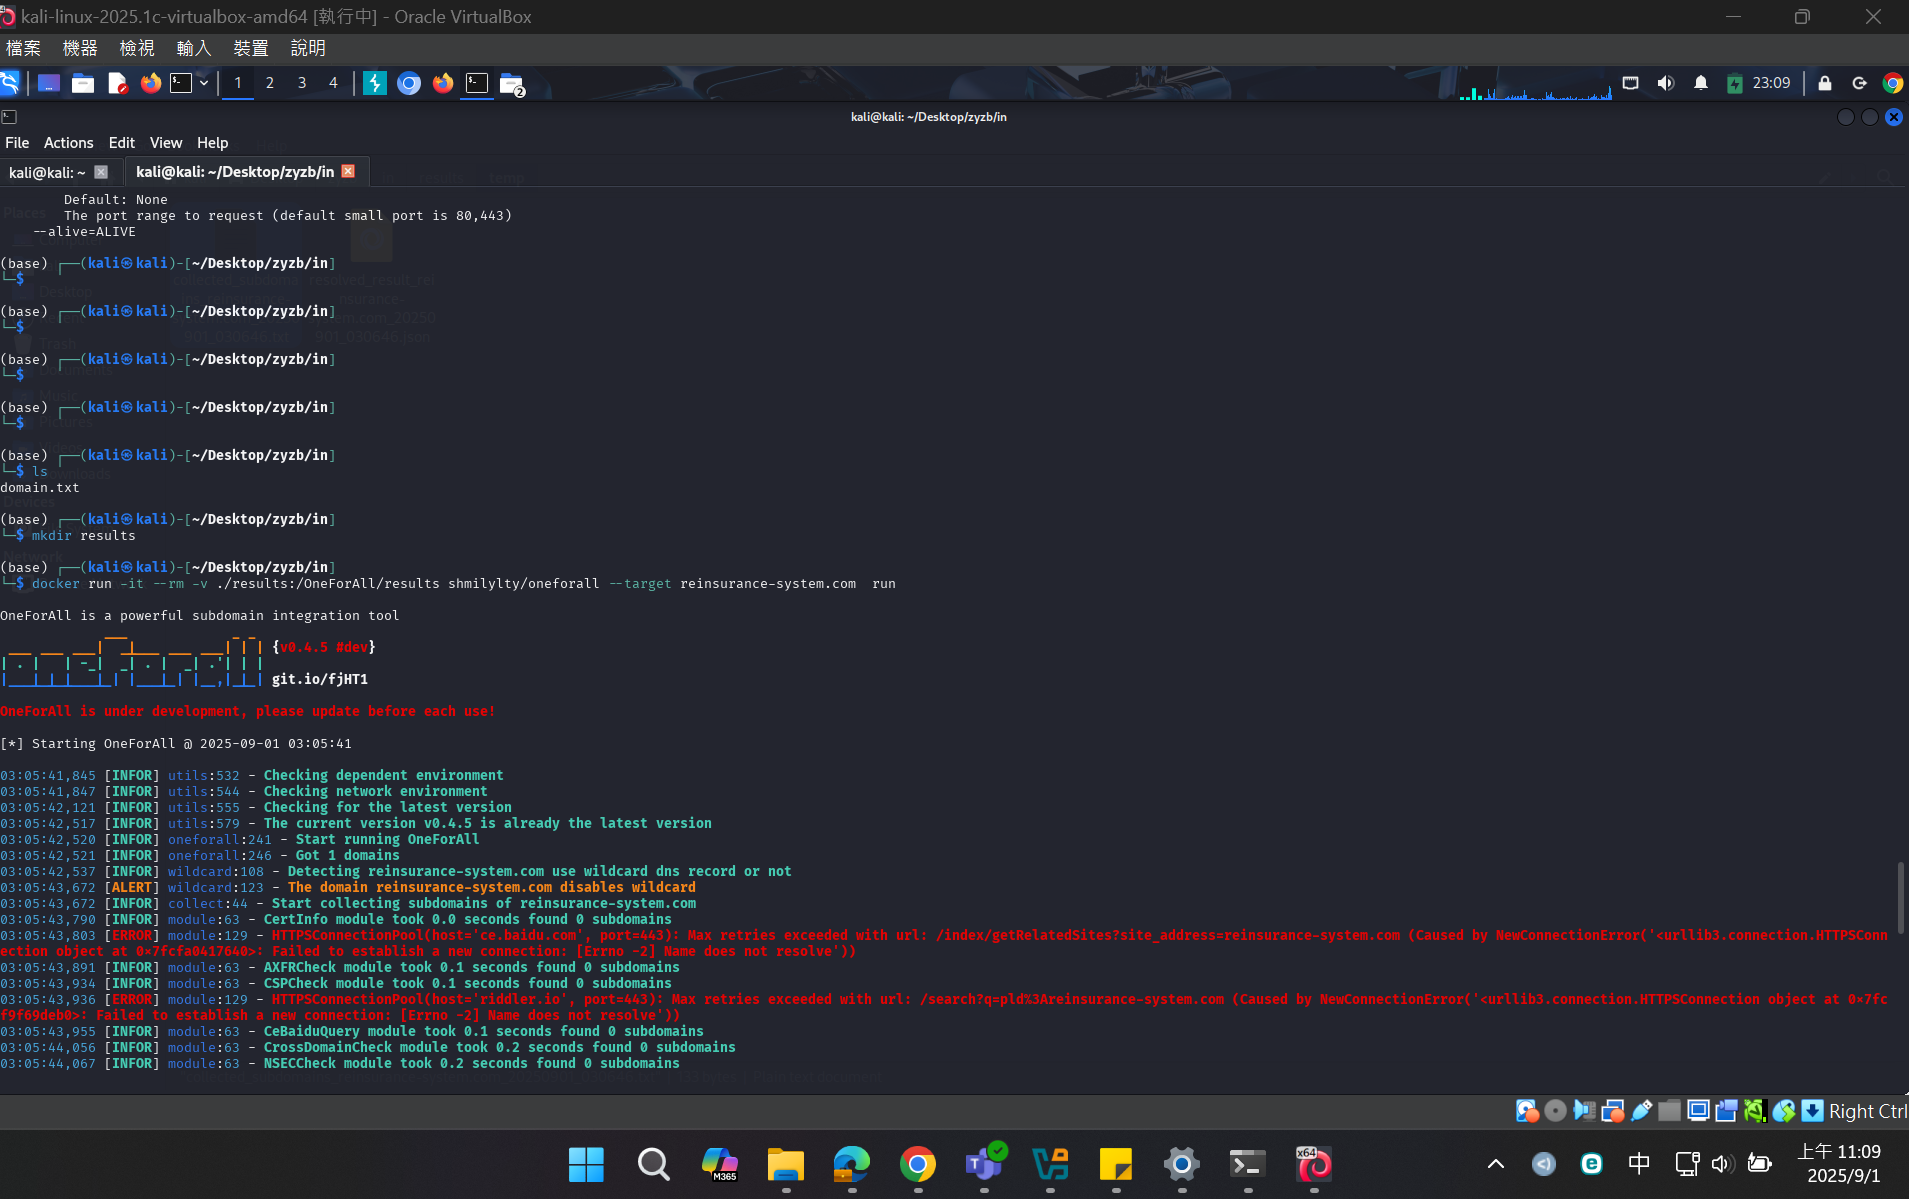 kali-linux-2025.1c-virtualbox-amd64 [執行中] - Oracle VirtualBox
檔案 機器 檢視 輸入 裝置 說明
1 2 3 4 2 23:09
kali@kali: ~/Desktop/zyzb/in
File Actions Edit View Help
kali@kali: ~ kali@kali: ~/Desktop/zyzb/in
Default: None
The port range to request (default small port is 80,443)
--alive=ALIVE
(base) ┌──(kali㉿kali)-[~/Desktop/zyzb/in]
└─$
(base) ┌──(kali㉿kali)-[~/Desktop/zyzb/in]
└─$
(base) ┌──(kali㉿kali)-[~/Desktop/zyzb/in]
└─$
(base) ┌──(kali㉿kali)-[~/Desktop/zyzb/in]
└─$
(base) ┌──(kali㉿kali)-[~/Desktop/zyzb/in]
└─$ ls
domain.txt
(base) ┌──(kali㉿kali)-[~/Desktop/zyzb/in]
└─$ mkdir results
(base) ┌──(kali㉿kali)-[~/Desktop/zyzb/in]
└─$ docker run -it --rm -v ./results:/OneForAll/results shmilylty/oneforall --target reinsurance-system.com  run
OneForAll is a powerful subdomain integration tool
{v0.4.5 #dev}
git.io/fjHT1
OneForAll is under development, please update before each use!
[*] Starting OneForAll @ 2025-09-01 03:05:41
03:05:41,845 [INFOR] utils:532 - Checking dependent environment
03:05:41,847 [INFOR] utils:544 - Checking network environment
03:05:42,121 [INFOR] utils:555 - Checking for the latest version
03:05:42,517 [INFOR] utils:579 - The current version v0.4.5 is already the latest version
03:05:42,520 [INFOR] oneforall:241 - Start running OneForAll
03:05:42,521 [INFOR] oneforall:246 - Got 1 domains
03:05:42,537 [INFOR] wildcard:108 - Detecting reinsurance-system.com use wildcard dns record or not
03:05:43,672 [ALERT] wildcard:123 - The domain reinsurance-system.com disables wildcard
03:05:43,672 [INFOR] collect:44 - Start collecting subdomains of reinsurance-system.com
03:05:43,790 [INFOR] module:63 - CertInfo module took 0.0 seconds found 0 subdomains
03:05:43,803 [ERROR] module:129 - HTTPSConnectionPool(host='ce.baidu.com', port=443): Max retries exceeded with url: /index/getRelatedSites?site_address=reinsurance-system.com (Caused by NewConnectionError('<urllib3.connection.HTTPSConn
ection object at 0x7fcfa0417640>: Failed to establish a new connection: [Errno -2] Name does not resolve'))
03:05:43,891 [INFOR] module:63 - AXFRCheck module took 0.1 seconds found 0 subdomains
03:05:43,934 [INFOR] module:63 - CSPCheck module took 0.1 seconds found 0 subdomains
03:05:43,936 [ERROR] module:129 - HTTPSConnectionPool(host='riddler.io', port=443): Max retries exceeded with url: /search?q=pld%3Areinsurance-system.com (Caused by NewConnectionError('<urllib3.connection.HTTPSConnection object at 0x7fc
f9f69deb0>: Failed to establish a new connection: [Errno -2] Name does not resolve'))
03:05:43,955 [INFOR] module:63 - CeBaiduQuery module took 0.1 seconds found 0 subdomains
03:05:44,056 [INFOR] module:63 - CrossDomainCheck module took 0.2 seconds found 0 subdomains
03:05:44,067 [INFOR] module:63 - NSECCheck module took 0.2 seconds found 0 subdomains
Right Ctrl
M365 x64 中 上午 11:09
2025/9/1